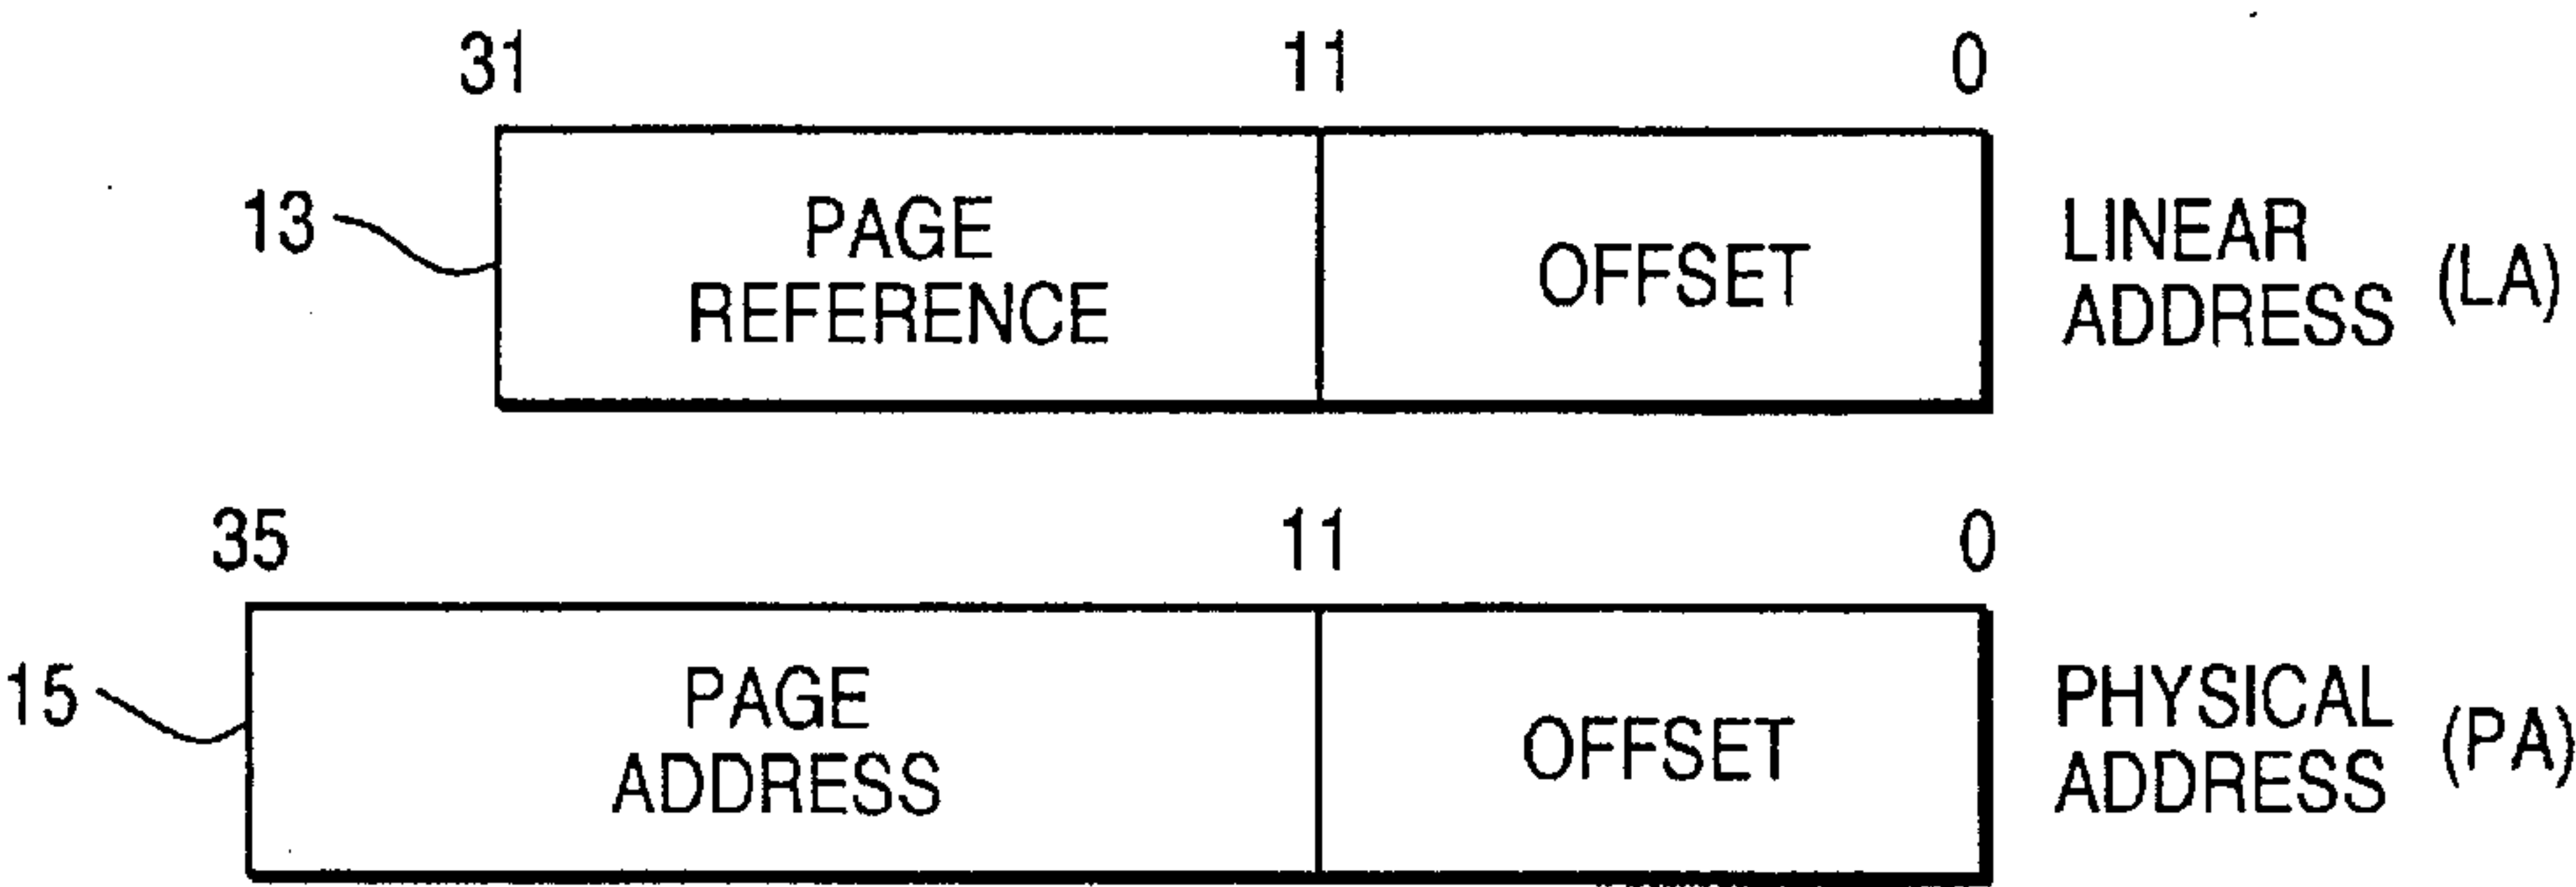 31 11 0
13 PAGE REFERENCE OFFSET LINEAR ADDRESS (LA)
35 11 0
15 PAGE ADDRESS OFFSET PHYSICAL ADDRESS (PA)